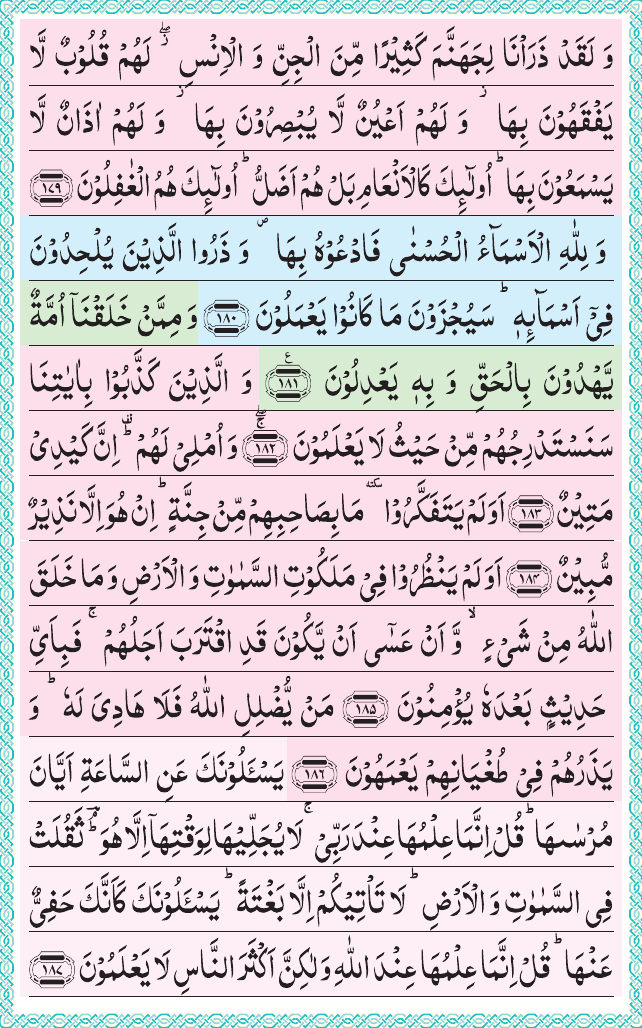 وَ لَقَدْ ذَرَاْنَا لِجَهَنَّمَ كَثِيْرًا مِّنَ الْجِنِّ وَ الْاِنْسِ ۖؗ لَهُمْ قُلُوْبٌ لَّا
يَفْقَهُوْنَ بِهَا ؗ وَ لَهُمْ اَعْيُنٌ لَّا يُبْصِرُوْنَ بِهَا ؗ وَ لَهُمْ اٰذَانٌ لَّا
يَسْمَعُوْنَ بِهَا ؕ اُولٰٓىِٕكَ كَالْاَنْعَامِ بَلْ هُمْ اَضَلُّ ؕ اُولٰٓىِٕكَ هُمُ الْغٰفِلُوْنَ ﴿۱۷۹﴾
وَ لِلّٰهِ الْاَسْمَآءُ الْحُسْنٰى فَادْعُوْهُ بِهَا ۪ وَ ذَرُوا الَّذِيْنَ يُلْحِدُوْنَ
فِيْۤ اَسْمَآىِٕهٖ ؕ سَيُجْزَوْنَ مَا كَانُوْا يَعْمَلُوْنَ ﴿۱۸۰﴾ وَ مِمَّنْ خَلَقْنَاۤ اُمَّةٌ
يَّهْدُوْنَ بِالْحَقِّ وَ بِهٖ يَعْدِلُوْنَ ﴿۱۸۱﴾ ع وَ الَّذِيْنَ كَذَّبُوْا بِاٰيٰتِنَا
سَنَسْتَدْرِجُهُمْ مِّنْ حَيْثُ لَا يَعْلَمُوْنَ ﴿۱۸۲﴾ۚۖ وَ اُمْلِيْ لَهُمْ ؕ۫ اِنَّ كَيْدِيْ
مَتِيْنٌ ﴿۱۸۳﴾ اَوَ لَمْ يَتَفَكَّرُوْا ٚ سكتة مَا بِصَاحِبِهِمْ مِّنْ جِنَّةٍ ؕ اِنْ هُوَ اِلَّا نَذِيْرٌ
مُّبِيْنٌ ﴿۱۸۴﴾ اَوَ لَمْ يَنْظُرُوْا فِيْ مَلَكُوْتِ السَّمٰوٰتِ وَ الْاَرْضِ وَ مَا خَلَقَ
اللّٰهُ مِنْ شَيْءٍ ۙ وَّ اَنْ عَسٰۤى اَنْ يَّكُوْنَ قَدِ اقْتَرَبَ اَجَلُهُمْ ۚ فَبِاَيِّ
حَدِيْثٍۭ بَعْدَهٗ يُؤْمِنُوْنَ ﴿۱۸۵﴾ مَنْ يُّضْلِلِ اللّٰهُ فَلَا هَادِيَ لَهٗ ؕ وَ
يَذَرُهُمْ فِيْ طُغْيَانِهِمْ يَعْمَهُوْنَ ﴿۱۸۶﴾ يَسْـَٔلُوْنَكَ عَنِ السَّاعَةِ اَيَّانَ
مُرْسٰىهَا ؕ قُلْ اِنَّمَا عِلْمُهَا عِنْدَ رَبِّيْ ۚ لَا يُجَلِّيْهَا لِوَقْتِهَاۤ اِلَّا هُوَ ؔۘؕ ثَقُلَتْ
فِي السَّمٰوٰتِ وَ الْاَرْضِ ؕ لَا تَاْتِيْكُمْ اِلَّا بَغْتَةً ؕ يَسْـَٔلُوْنَكَ كَاَنَّكَ حَفِيٌّ
عَنْهَا ؕ قُلْ اِنَّمَا عِلْمُهَا عِنْدَ اللّٰهِ وَ لٰكِنَّ اَكْثَرَ النَّاسِ لَا يَعْلَمُوْنَ ﴿۱۸۷﴾